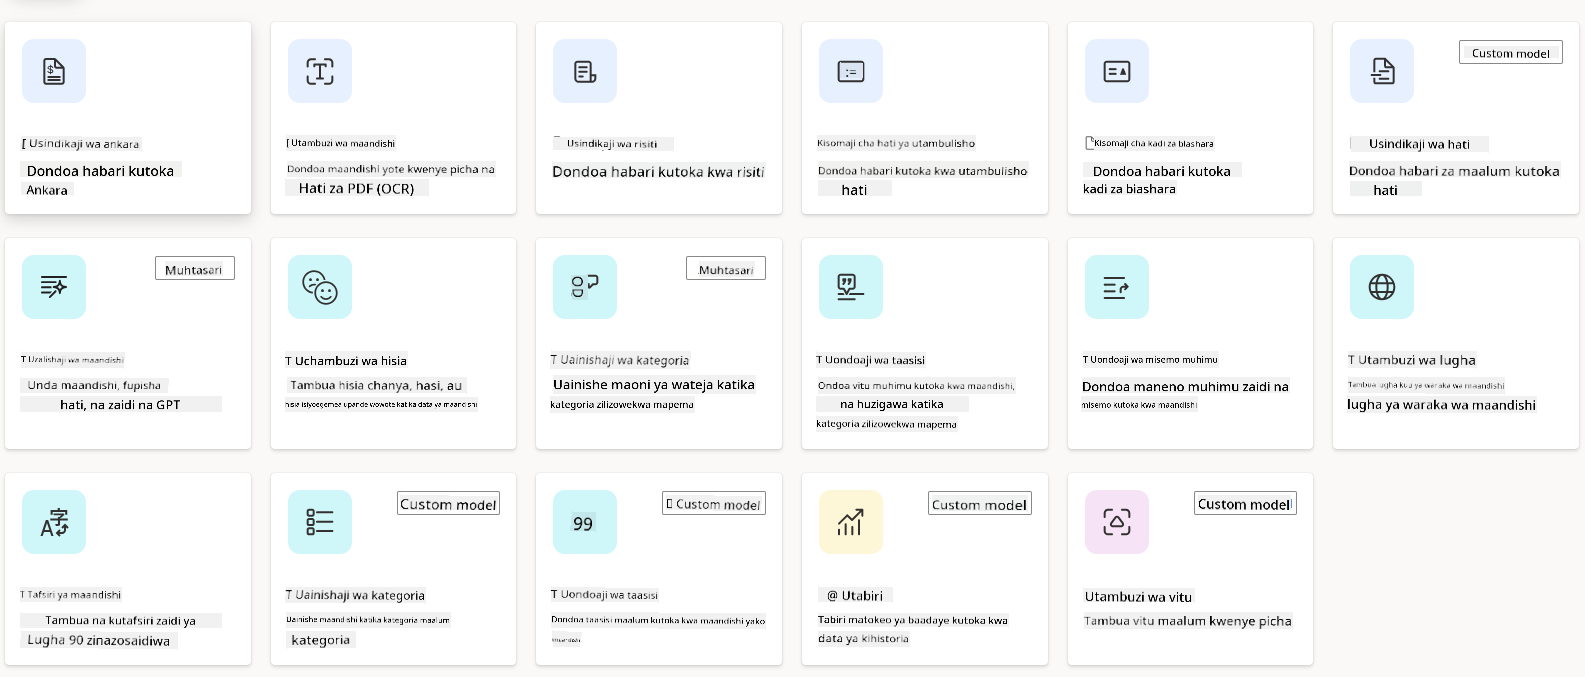 Usindikaji wa ankara
Dondoa habari kutoka
Ankara
Utambuzi wa maandishi
Dondoa maandishi yote kwenye picha na
Hati za PDF (OCR)
Usindikaji wa risiti
Dondoa habari kutoka kwa risiti
Kisomaji cha hati ya utambulisho
Dondoa habari kutoka kwa utambulisho
hati
Kisomaji cha kadi za biashara
Dondoa habari kutoka
kadi za biashara
Custom model
Usindikaji wa hati
Dondoa habari za maalum kutoka
hati
Muhtasari
T Uzalishaji wa maandishi
Unda maandishi, fupisha
hati, na zaidi na GPT
T Uchambuzi wa hisia
Tambua hisia chanya, hasi, au
hisia isiyoegemea upande wowote katika data ya maandishi
Muhtasari
T Uainishaji wa kategoria
Uainishe maoni ya wateja katika
kategoria zilizowekwa mapema
T Uondoaji wa taasisi
Ondoa vitu muhimu kutoka kwa maandishi,
na huzigawa katika
kategoria zilizowekwa mapema
T Uondoaji wa misemo muhimu
Dondoa maneno muhimu zaidi na
misemo kutoka kwa maandishi
T Utambuzi wa lugha
Tambua lugha kuu ya waraka wa maandishi
lugha ya waraka wa maandishi
T Tafsiri ya maandishi
Tambua na kutafsiri zaidi ya
Lugha 90 zinazosaidiwa
Custom model
T Uainishaji wa kategoria
Uainishe maandishi katika kategoria maalum
kategoria
99
Custom model
T Uondoaji wa taasisi
Dondoa taasisi maalum kutoka kwa maandishi yako
Custom model
@ Utabiri
Tabiri matokeo ya baadaye kutoka kwa
data ya kihistoria
Custom model
Utambuzi wa vitu
Tambua vitu maalum kwenye picha